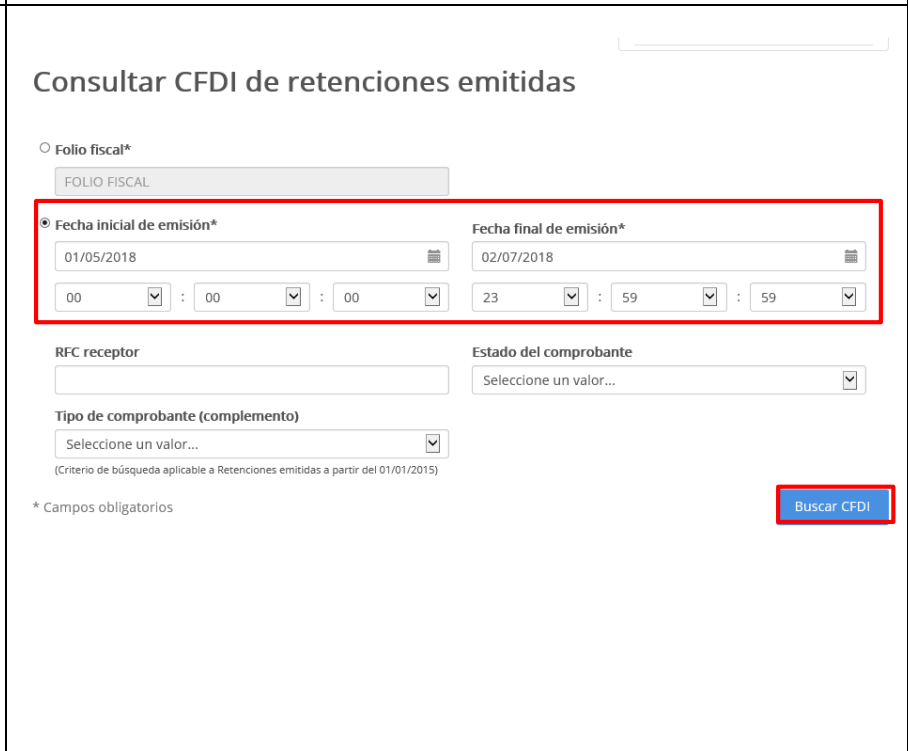 Consultar CFDI de retenciones emitidas
Folio fiscal*
FOLIO FISCAL
Fecha inicial de emisión* Fecha final de emisión*
01/05/2018 02/07/2018
00 : 00 : 00 23 : 59 : 59
RFC receptor Estado del comprobante
Seleccione un valor...
Tipo de comprobante (complemento)
Seleccione un valor...
(Criterio de búsqueda aplicable a Retenciones emitidas a partir del 01/01/2015)
* Campos obligatorios Buscar CFDI